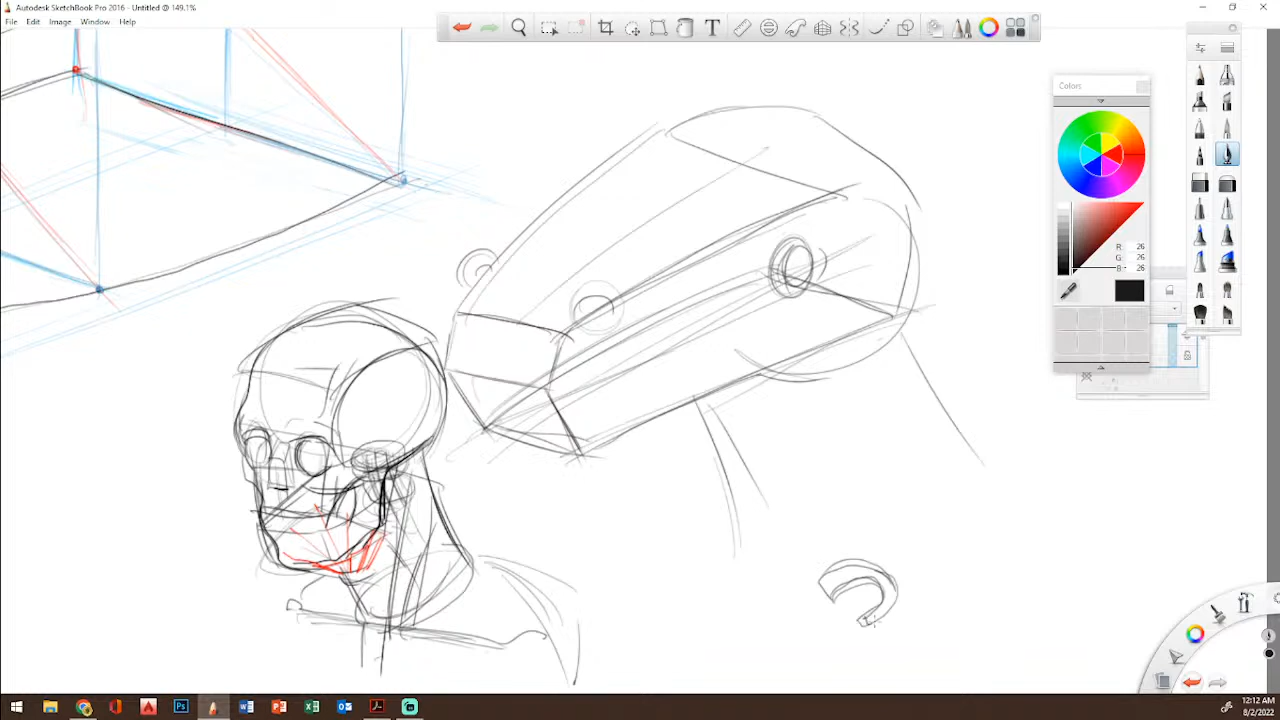 Autodesk SketchBook Pro 2016 - Untitled @ 149.1%
File Edit Image Window Help
T
Colors
R: 26
G: 26
B: 26
12:12 AM
8/2/2022